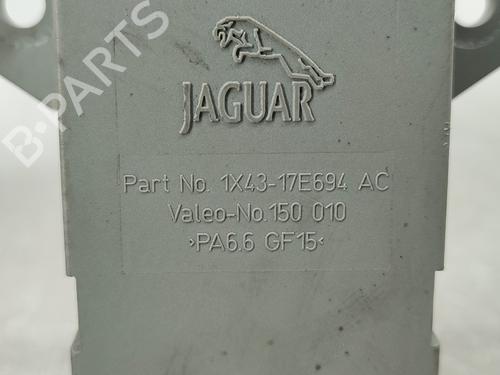 JAGUAR
Part No. 1X43-17E694 AC
Valeo-No.150 010
>PA6.6 GF15<
B-PARTS